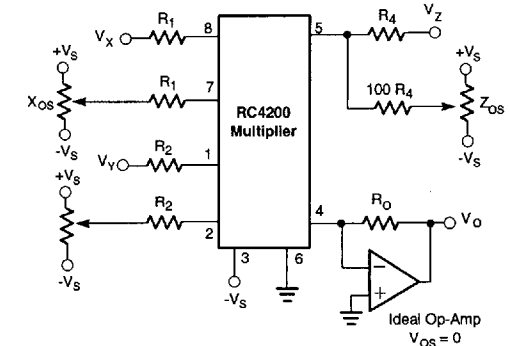 R1
VX
8
5
R4
VZ
+VS
+VS
R1
7
XOS
100 R4
ZOS
RC4200
Multiplier
-VS
-VS
R2
VY
1
+VS
R2
2
4
RO
VO
3
6
-VS
-VS
−
+
Ideal Op-Amp
VOS = 0